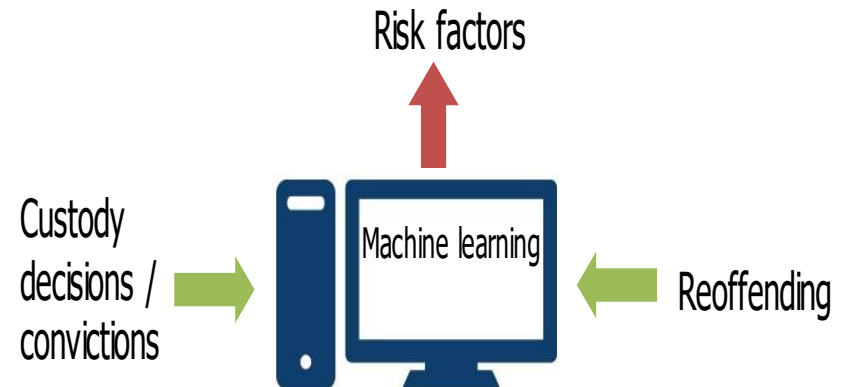 Risk factors
Custody
decisions /
convictions
Machine learning
Reoffending